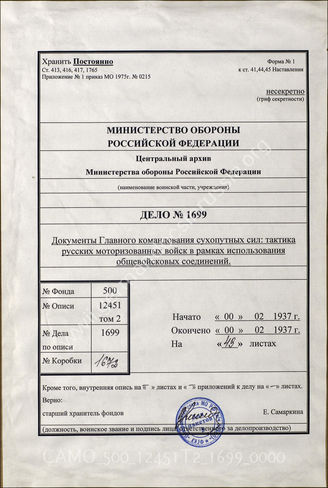 Хранить Постоянно
Форма № 1
Ст. 413, 416, 417, 1765
к ст. 41,44,45 Наставления
Приложение № 1 приказ МО 1975г. № 0215
несекретно
(гриф секретности)
МИНИСТЕРСТВО ОБОРОНЫ
РОССИЙСКОЙ ФЕДЕРАЦИИ
Центральный архив
Министерства обороны Российской Федерации
(наименование воинской части, учреждения)
ДЕЛО № 1699
Документы Главного командования сухопутных сил: тактика
русских моторизованных войск в рамках использования
общевойсковых соединений.
№ Фонда 500
№ Описи 12451
том 2
№ Дела 1699
по описи
№ Коробки
Начато « 00 » 02 1937 г.
Окончено « 00 » 02 1937 г.
На « 48 » листах
Кроме того, внутренняя опись на » листах и « » приложений к делу на «–» листах.
Верно:
старший хранитель фондов Е. Самаркина
(должность, воинское звание и подпись лица ответственного за делопроизводство)
CAMO_500_12451T2_1699_0000